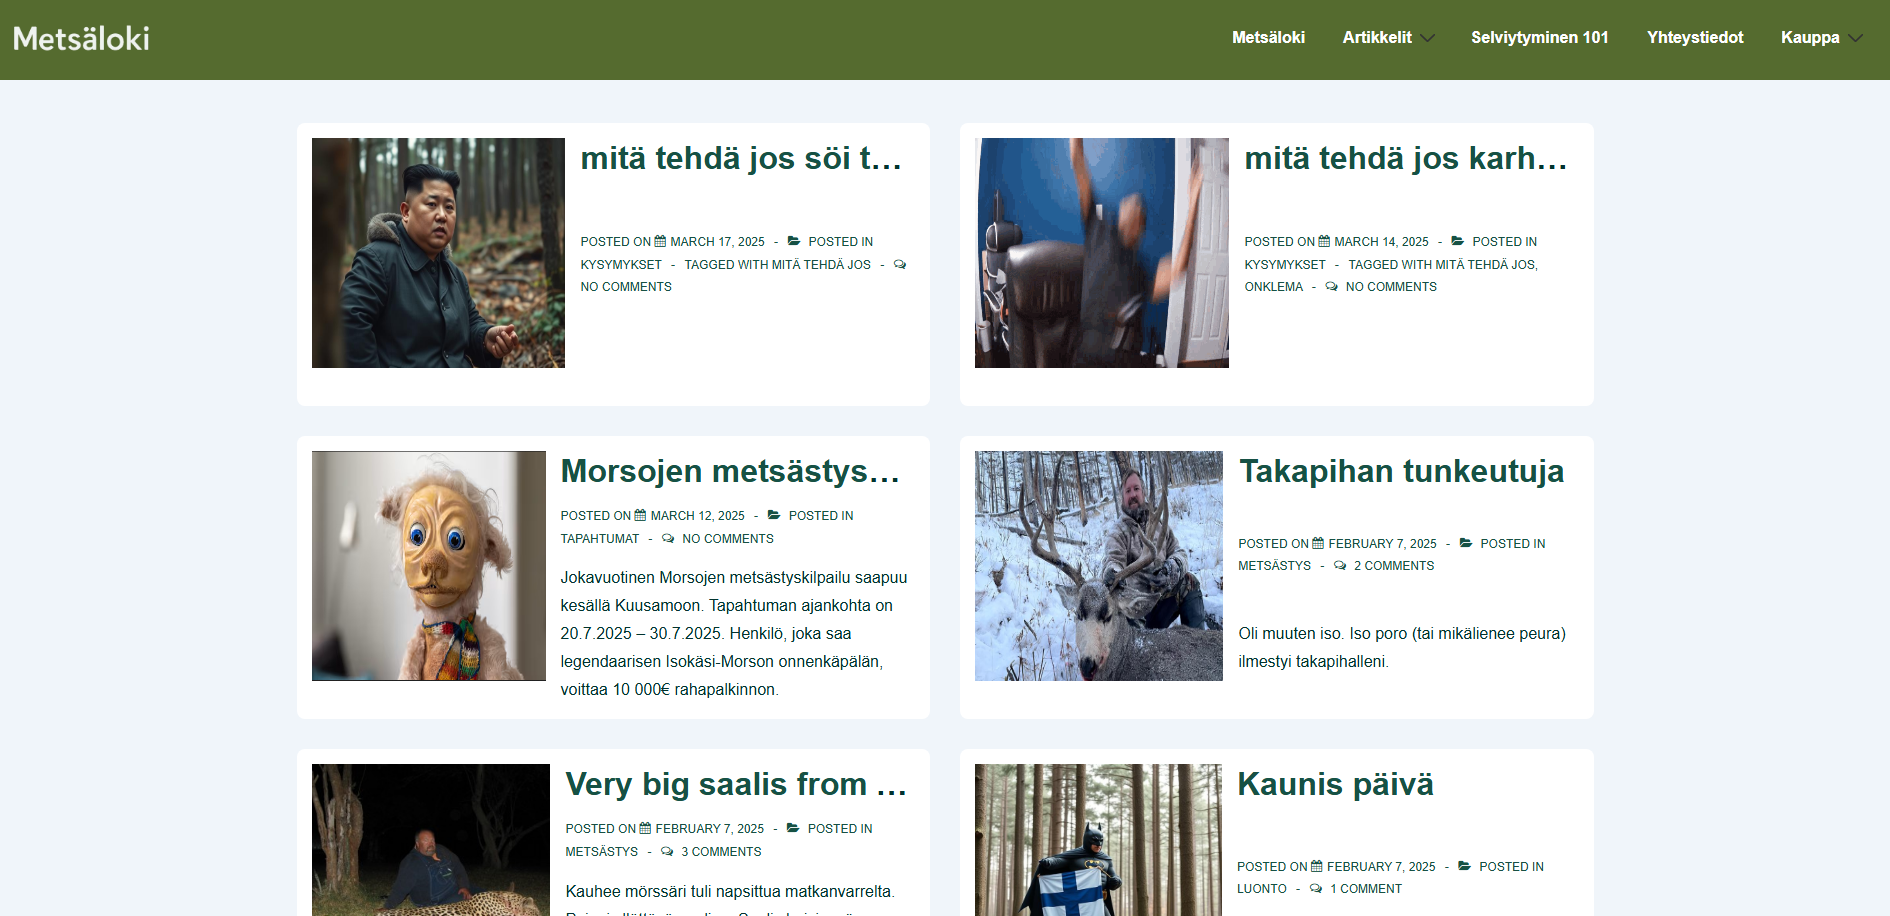 Metsäloki
Metsäloki
Artikkelit
Selviytyminen 101
Yhteystiedot
Kauppa
mitä tehdä jos söi t...
POSTED ON MARCH 17, 2025 - POSTED IN
KYSYMYKSET - TAGGED WITH MITÄ TEHDÄ JOS -
NO COMMENTS
mitä tehdä jos karh...
POSTED ON MARCH 14, 2025 - POSTED IN
KYSYMYKSET - TAGGED WITH MITÄ TEHDÄ JOS,
ONKLEMA - NO COMMENTS
Morsojen metsästys...
POSTED ON MARCH 12, 2025 - POSTED IN
TAPAHTUMAT - NO COMMENTS
Jokavuotinen Morsojen metsästyskilpailu saapuu
kesällä Kuusamoon. Tapahtuman ajankohta on
20.7.2025 – 30.7.2025. Henkilö, joka saa
legendaarisen Isokäsi-Morson onnenkäpälän,
voittaa 10 000€ rahapalkinnon.
Takapihan tunkeutuja
POSTED ON FEBRUARY 7, 2025 - POSTED IN
METSÄSTYS - 2 COMMENTS
Oli muuten iso. Iso poro (tai mikälienee peura)
ilmestyi takapihalleni.
Very big saalis from ...
POSTED ON FEBRUARY 7, 2025 - POSTED IN
METSÄSTYS - 3 COMMENTS
Kauhee mörssäri tuli napsittua matkanvarrelta.
Kaunis päivä
POSTED ON FEBRUARY 7, 2025 - POSTED IN
LUONTO - 1 COMMENT